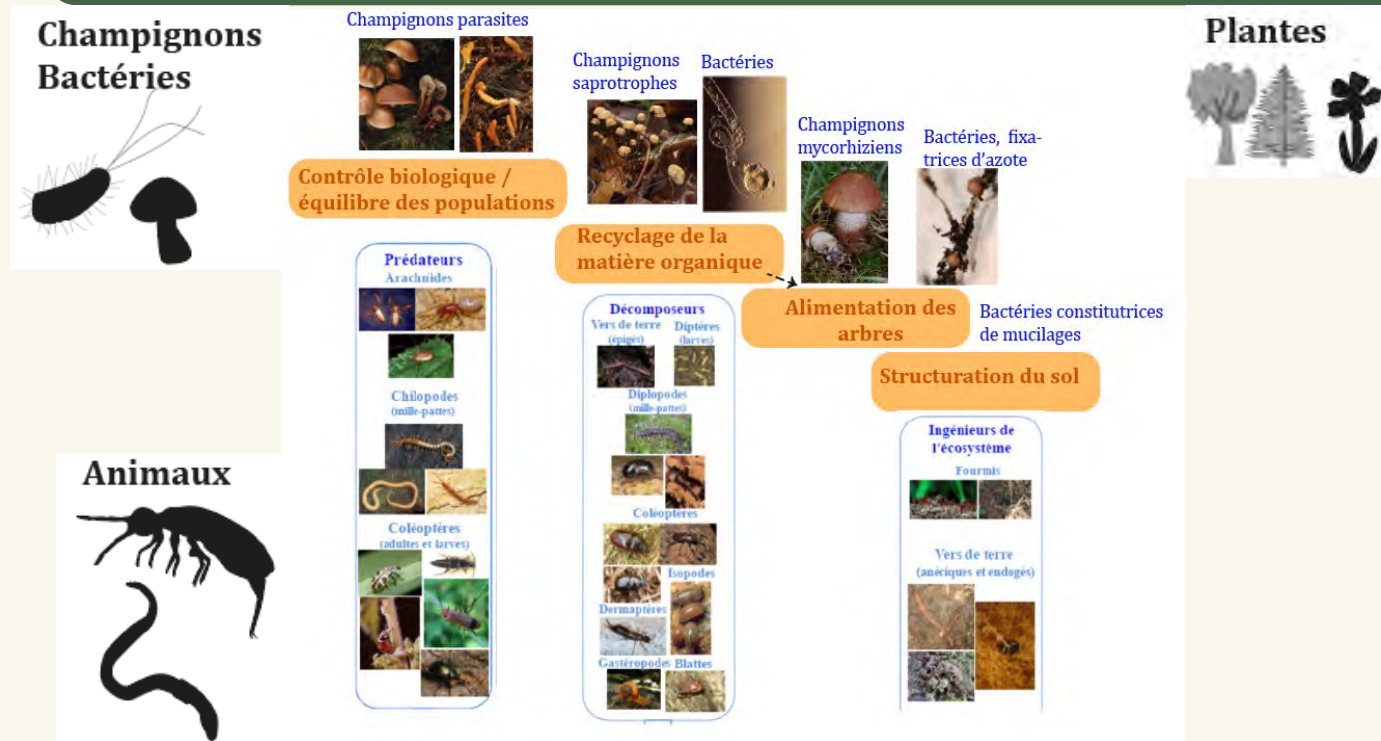 Champignons
Bactéries
Champignons parasites
Champignons
saprotrophes
Bactéries
Champignons
mycorhiziens
Bactéries, fixa-
trices d'azote
Plantes
Contrôle biologique /
équilibre des populations
Recyclage de la
matière organique
Alimentation des
arbres
Bactéries constitutrices
de mucilages
Structuration du sol
Prédateurs
Arachnides
Chilopodes
(mille-pattes)
Coléoptères
(adultes et larves)
Décomposeurs
Vers de terre
(épigés)
Diptères
(larves)
Diplopodes
(mille-pattes)
Coléoptères
Isopodes
Dermaptères
Gastéropodes
Blattes
Ingénieurs de
l'écosystème
Fourmis
Vers de terre
(anéciques et endogés)
Animaux